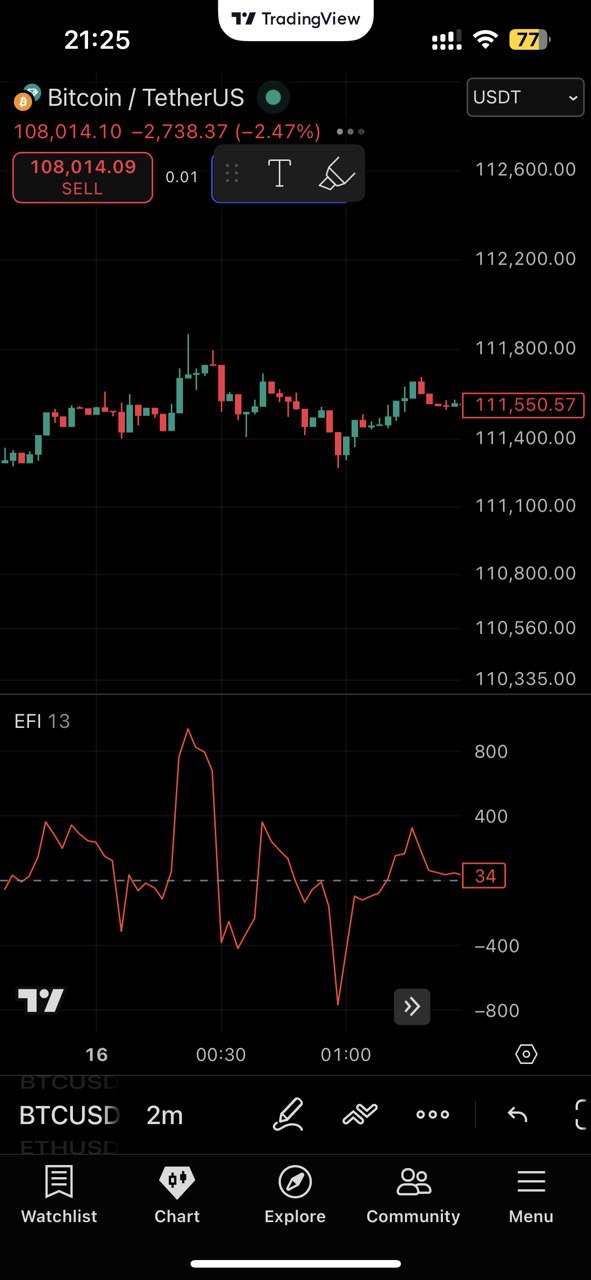 21:25
TradingView
77
Bitcoin / TetherUS
USDT
108,014.10 −2,738.37 (−2.47%)
108,014.09
SELL
0.01
T
112,600.00
112,200.00
111,800.00
111,550.57
111,400.00
111,100.00
110,800.00
110,560.00
110,335.00
EFI 13
800
400
34
−400
−800
16 00:30 01:00
BTCUSD
BTCUSD 2m
ETHUSD
Watchlist Chart Explore Community Menu